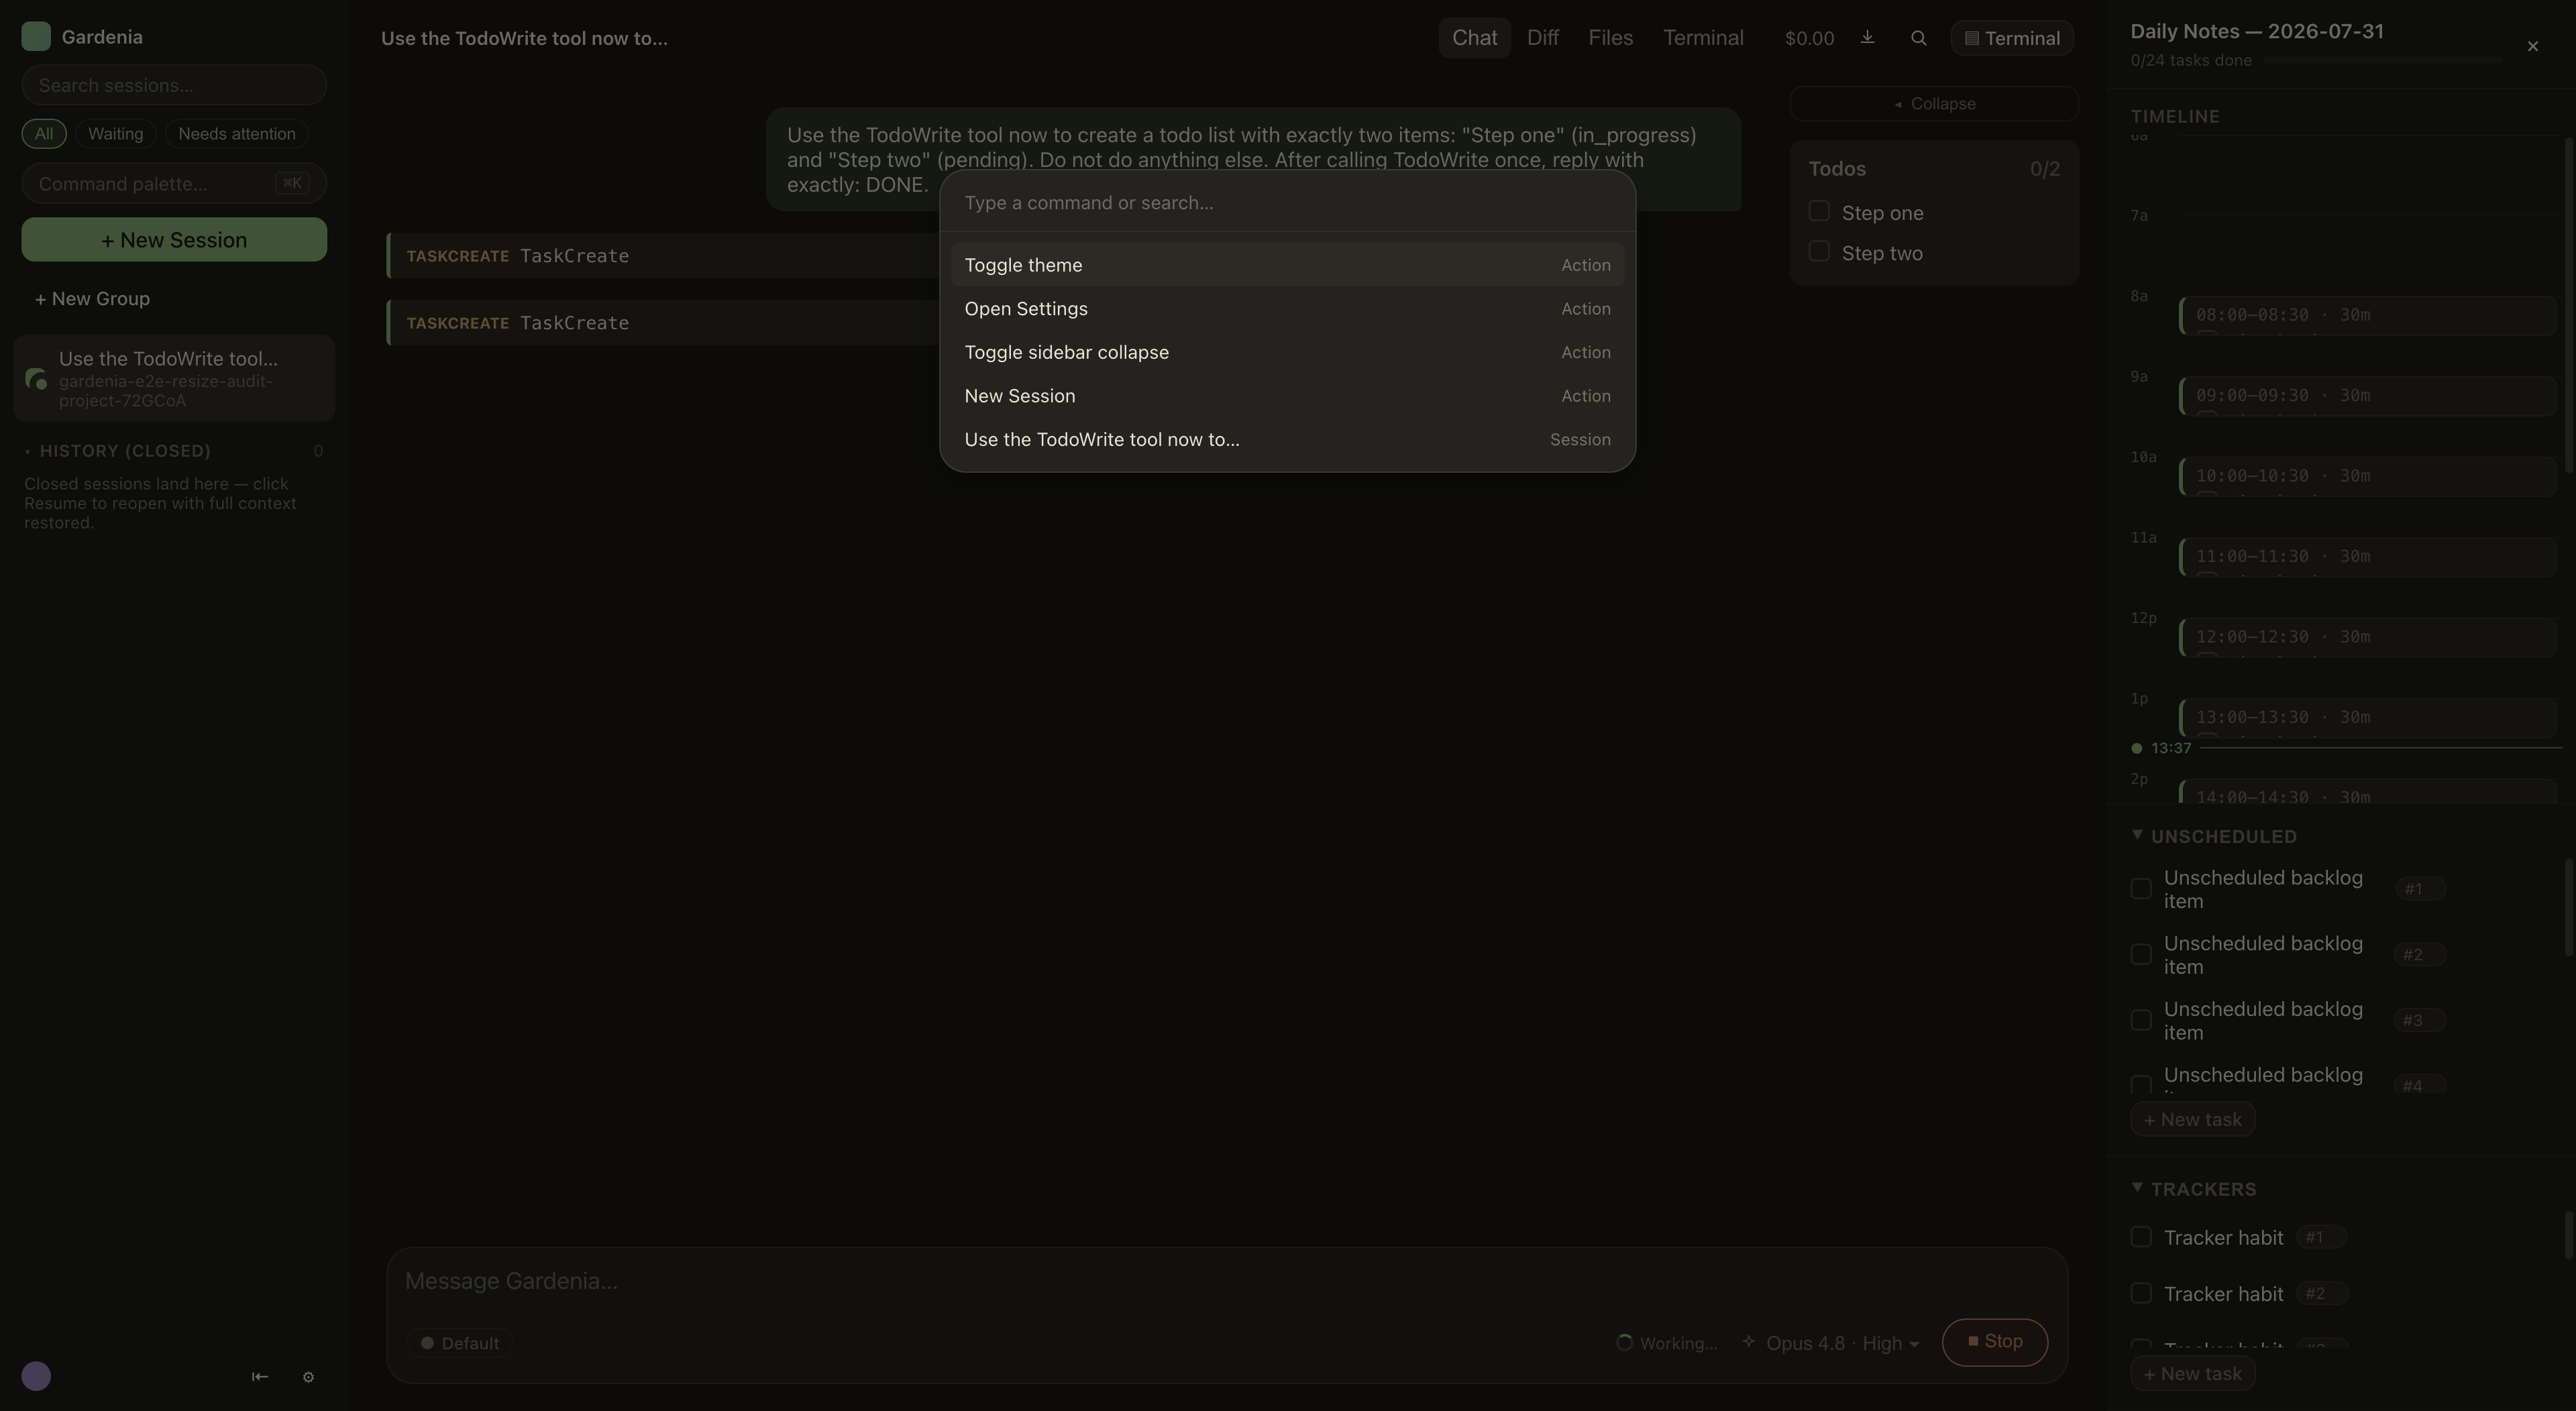 Gardenia
Search sessions...
All
Waiting
Needs attention
Command palette...
⌘K
+ New Session
+ New Group
Use the TodoWrite tool...
gardenia-e2e-resize-audit-
project-72GCoA
HISTORY (CLOSED)
0
Closed sessions land here — click
Resume to reopen with full context
restored.
Use the TodoWrite tool now to...
Chat
Diff
Files
Terminal
$0.00
Terminal
Use the TodoWrite tool now to create a todo list with exactly two items: "Step one" (in_progress)
and "Step two" (pending). Do not do anything else. After calling TodoWrite once, reply with
exactly: DONE.
TASKCREATE TaskCreate
TASKCREATE TaskCreate
Type a command or search...
Toggle theme
Action
Open Settings
Action
Toggle sidebar collapse
Action
New Session
Action
Use the TodoWrite tool now to...
Session
Collapse
Todos
0/2
Step one
Step two
Message Gardenia...
Default
Working...
Opus 4.8 · High
Stop
Daily Notes — 2026-07-31
0/24 tasks done
TIMELINE
7a
8a
08:00–08:30 · 30m
9a
09:00–09:30 · 30m
10a
10:00–10:30 · 30m
11a
11:00–11:30 · 30m
12p
12:00–12:30 · 30m
1p
13:00–13:30 · 30m
13:37
2p
14:00–14:30 · 30m
UNSCHEDULED
Unscheduled backlog
item
#1
Unscheduled backlog
item
#2
Unscheduled backlog
item
#3
Unscheduled backlog
#4
+ New task
TRACKERS
Tracker habit
#1
Tracker habit
#2
Tracker habit
+ New task